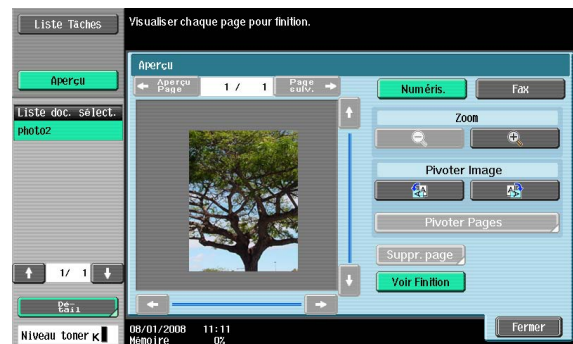 Liste Tâches
Visualiser chaque page pour finition.
Aperçu
Aperçu
Liste doc. sélect.
photo2
Aperçu Page
1 / 1
Page suiv.
Numéris.
Fax
Zoom
Pivoter Image
Pivoter Pages
Suppr. page
Voir Finition
1/ 1
Dé-
tail
Niveau toner K
08/01/2008 11:11
Mémoire 0%
Fermer